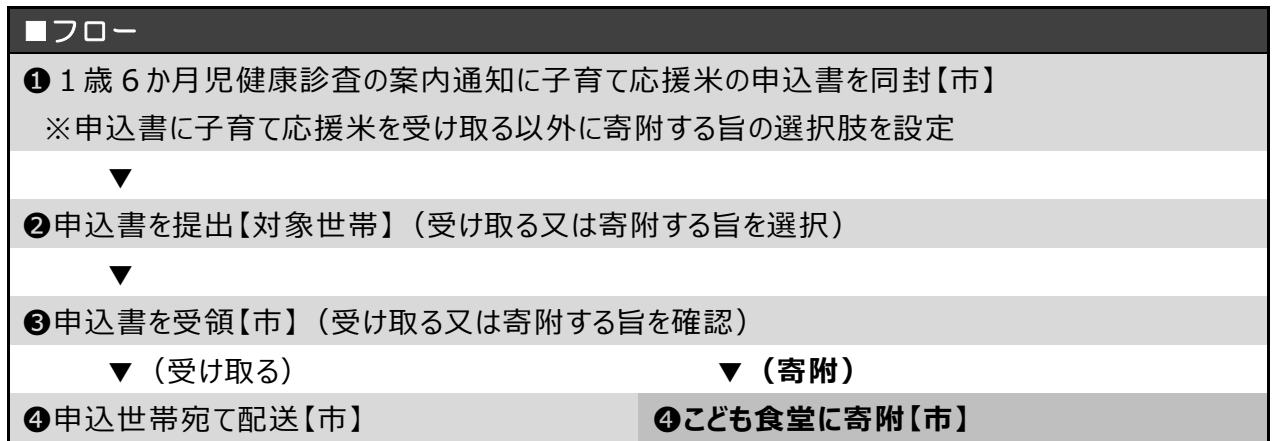 ■フロー
❶１歳６か月児健康診査の案内通知に子育て応援米の申込書を同封【市】
※申込書に子育て応援米を受け取る以外に寄附する旨の選択肢を設定
▼
❷申込書を提出【対象世帯】（受け取る又は寄附する旨を選択）
▼
❸申込書を受領【市】（受け取る又は寄附する旨を確認）
▼（受け取る） ▼（寄附）
❹申込世帯宛て配送【市】 ❹こども食堂に寄附【市】